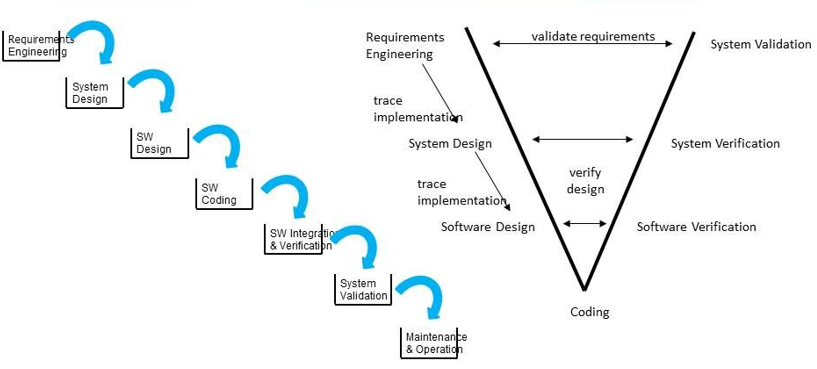 Requirements
Engineering
System
Design
SW
Design
SW
Coding
SW Integration
& Verification
System
Validation
Maintenance
& Operation
Requirements
Engineering
validate requirements
System Validation
trace
implementation
System Design
System Verification
verify
design
trace
implementation
Software Design
Software Verification
Coding